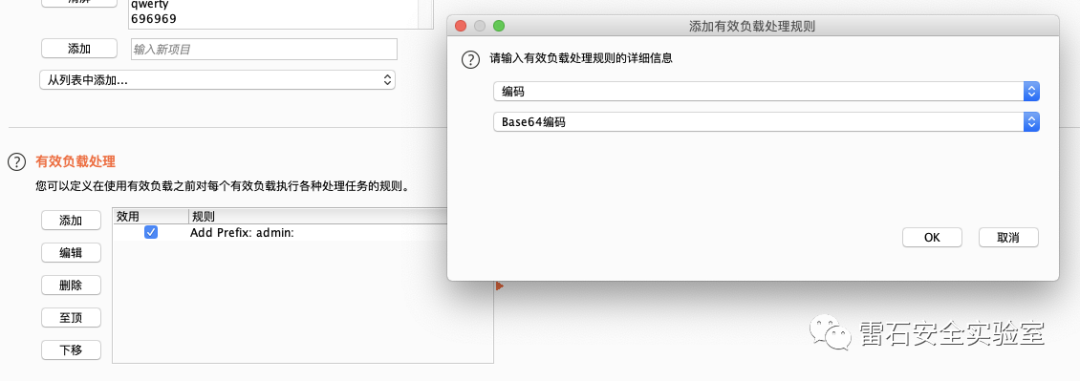 清屏
qwerty
696969
添加
输入新项目
从列表中添加...
有效负载处理
您可以定义在使用有效负载之前对每个有效负载执行各种处理任务的规则。
添加
编辑
删除
至顶
下移
效用 规则
Add Prefix: admin:
添加有效负载处理规则
请输入有效负载处理规则的详细信息
编码
Base64编码
OK
取消
雷石安全实验室